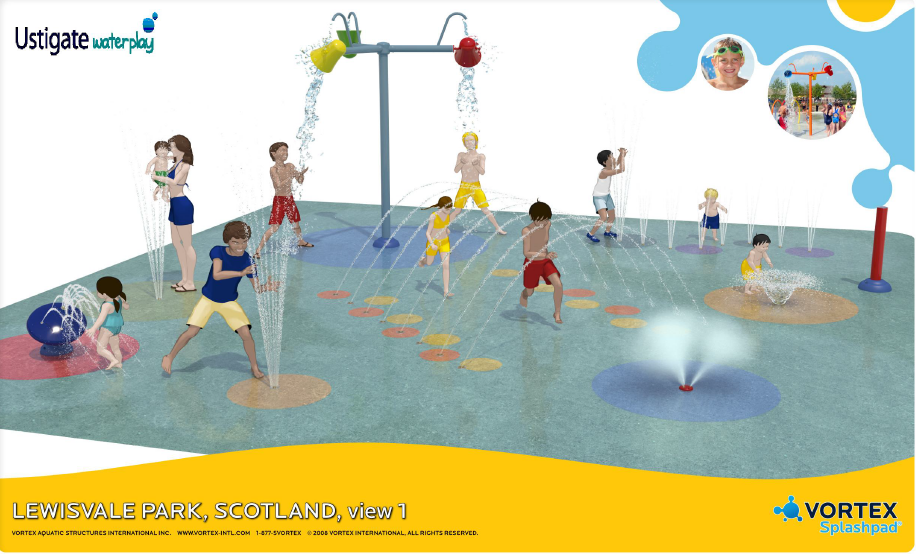 Ustigate waterplay
LEWISVALE PARK, SCOTLAND, view 1
VORTEX AQUATIC STRUCTURES INTERNATIONAL INC. WWW.VORTEX-INTL.COM 1-877-5VORTEX © 2008 VORTEX INTERNATIONAL, ALL RIGHTS RESERVED.
VORTEX
Splashpad®